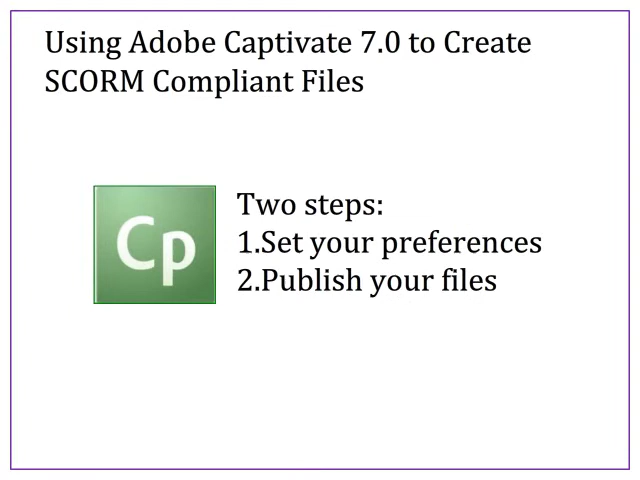 Using Adobe Captivate 7.0 to Create
SCORM Compliant Files
Cp
Two steps:
1.Set your preferences
2.Publish your files